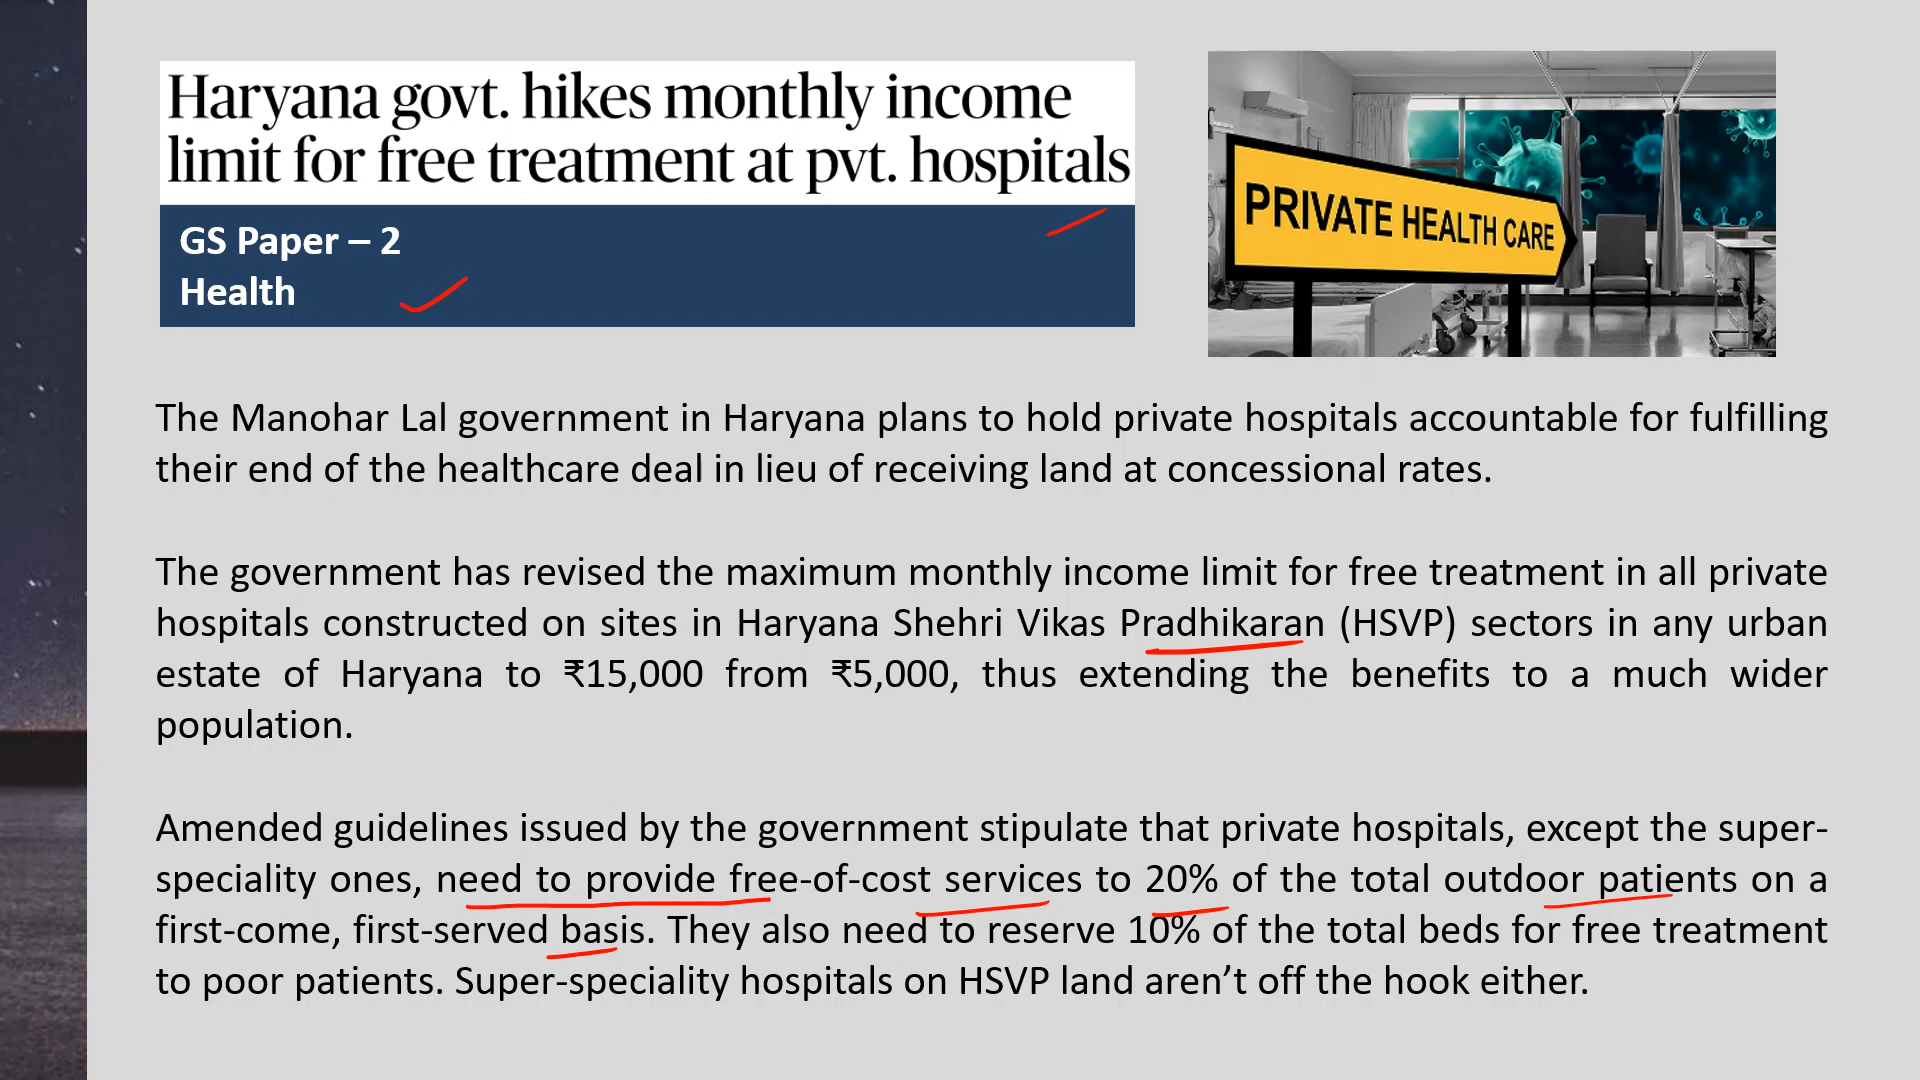 Haryana govt. hikes monthly income
limit for free treatment at pvt. hospitals
GS Paper – 2
Health
PRIVATE HEALTH CARE
The Manohar Lal government in Haryana plans to hold private hospitals accountable for fulfilling
their end of the healthcare deal in lieu of receiving land at concessional rates.
The government has revised the maximum monthly income limit for free treatment in all private
hospitals constructed on sites in Haryana Shehri Vikas Pradhikaran (HSVP) sectors in any urban
estate of Haryana to ₹15,000 from ₹5,000, thus extending the benefits to a much wider
population.
Amended guidelines issued by the government stipulate that private hospitals, except the super-
speciality ones, need to provide free-of-cost services to 20% of the total outdoor patients on a
first-come, first-served basis. They also need to reserve 10% of the total beds for free treatment
to poor patients. Super-speciality hospitals on HSVP land aren’t off the hook either.